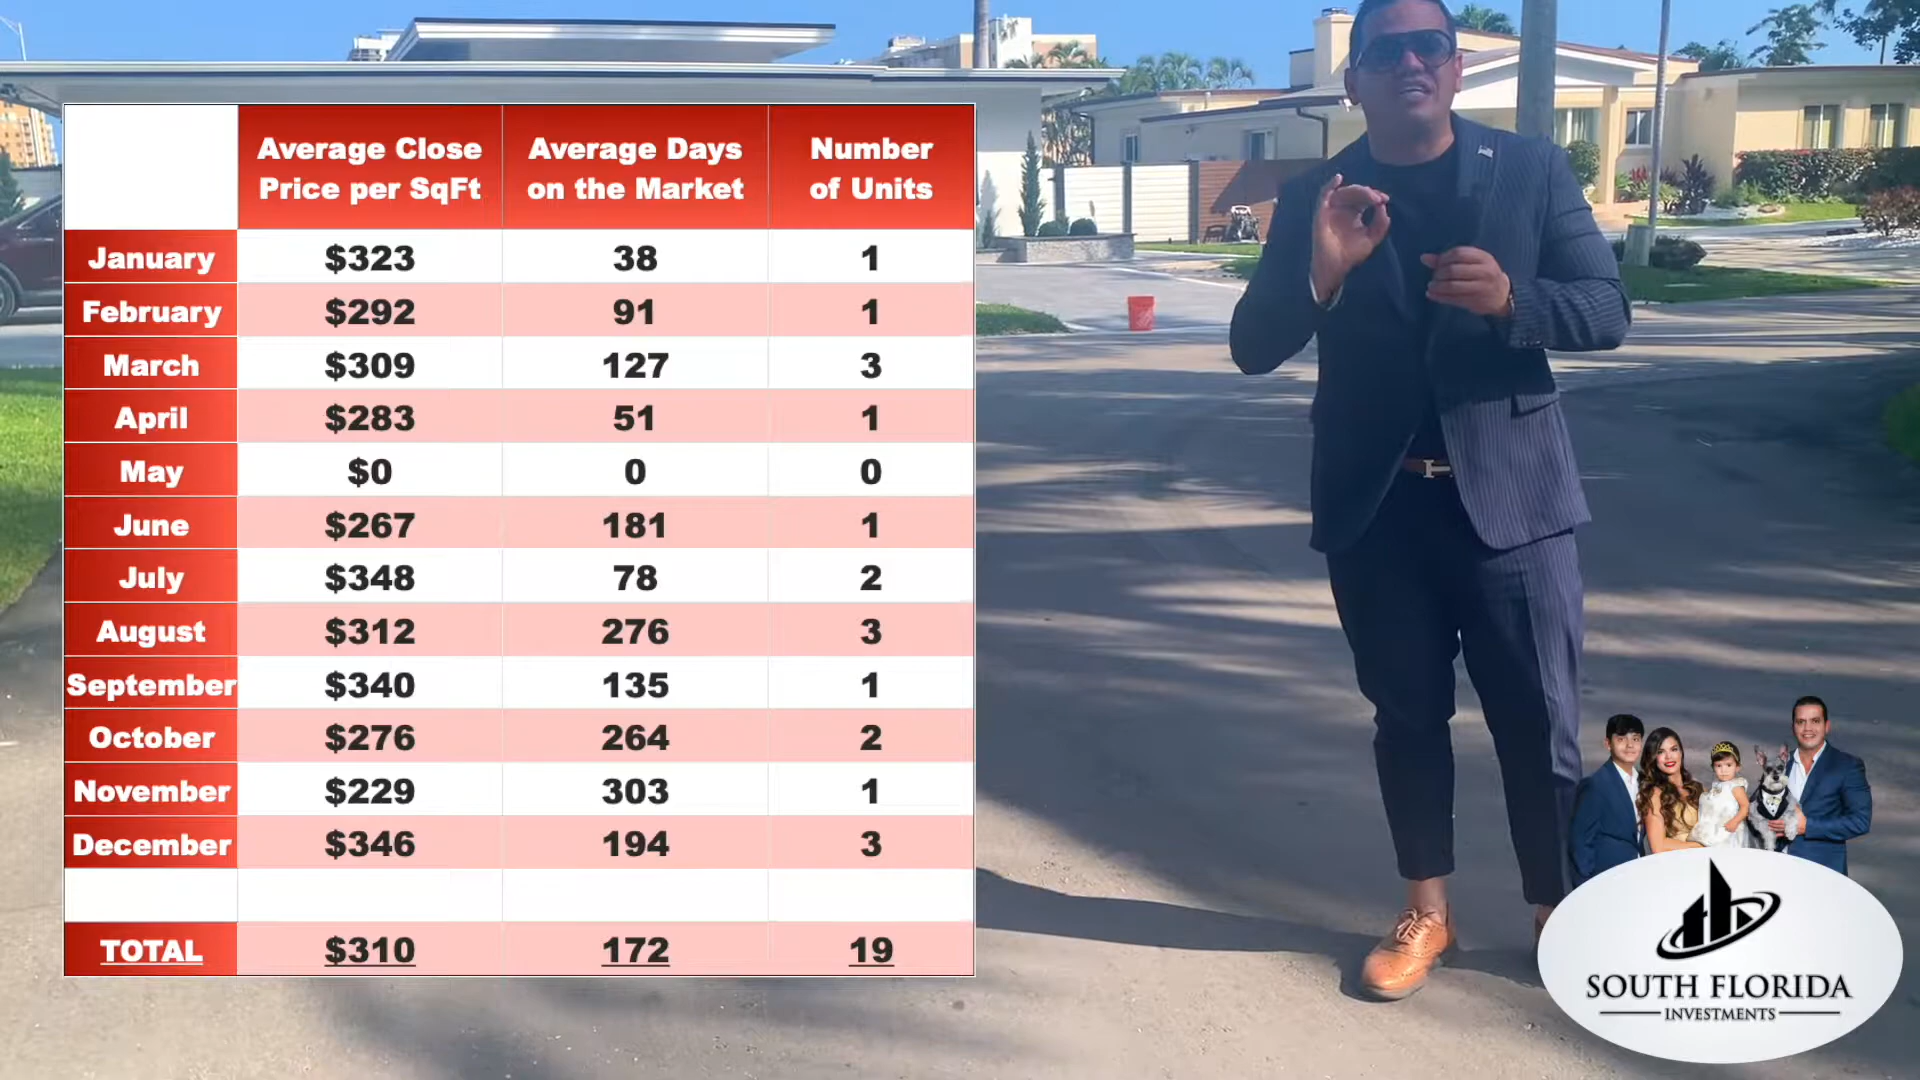 Average Close Average Days Number
Price per SqFt on the Market of Units
January $323 38 1
February $292 91 1
March $309 127 3
April $283 51 1
May $0 0 0
June $267 181 1
July $348 78 2
August $312 276 3
September $340 135 1
October $276 264 2
November $229 303 1
December $346 194 3
TOTAL $310 172 19
SOUTH FLORIDA
INVESTMENTS